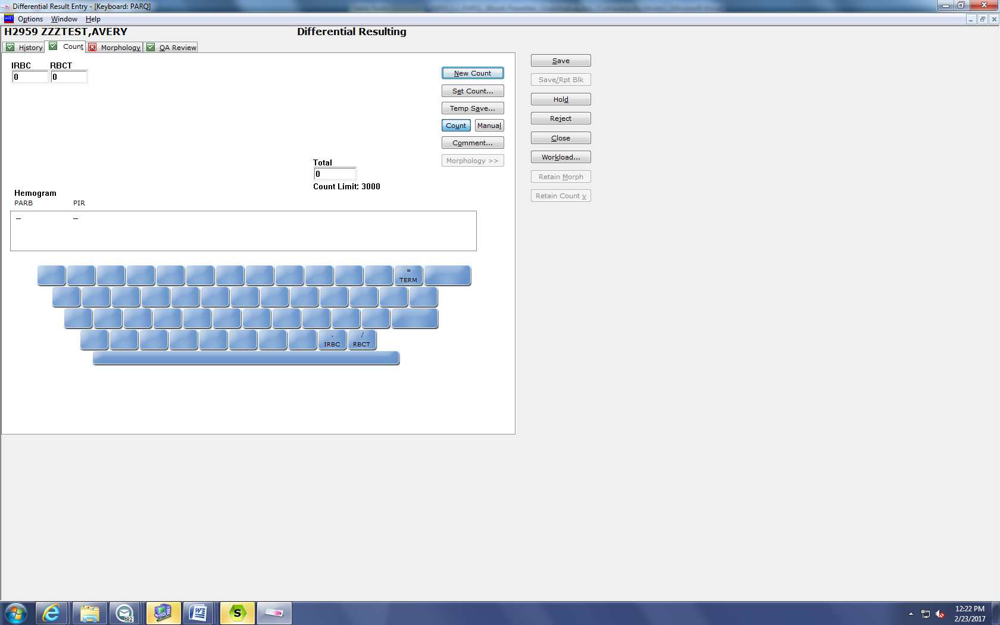 Differential Result Entry - [Keyboard: PARQ]
Options Window Help
H2959 ZZZTEST,AVERY Differential Resulting
History Count Morphology QA Review
IRBC RBCT
0 0
New Count
Set Count...
Temp Save...
Count Manual
Comment...
Morphology >>
Save
Save/Rpt Blk
Hold
Reject
Close
Workload...
Retain Morph
Retain Count v
Total
0
Count Limit: 3000
Hemogram
PARB PIR
– –
=
TERM
. /
IRBC RBCT
182
S
12:22 PM
2/23/2017